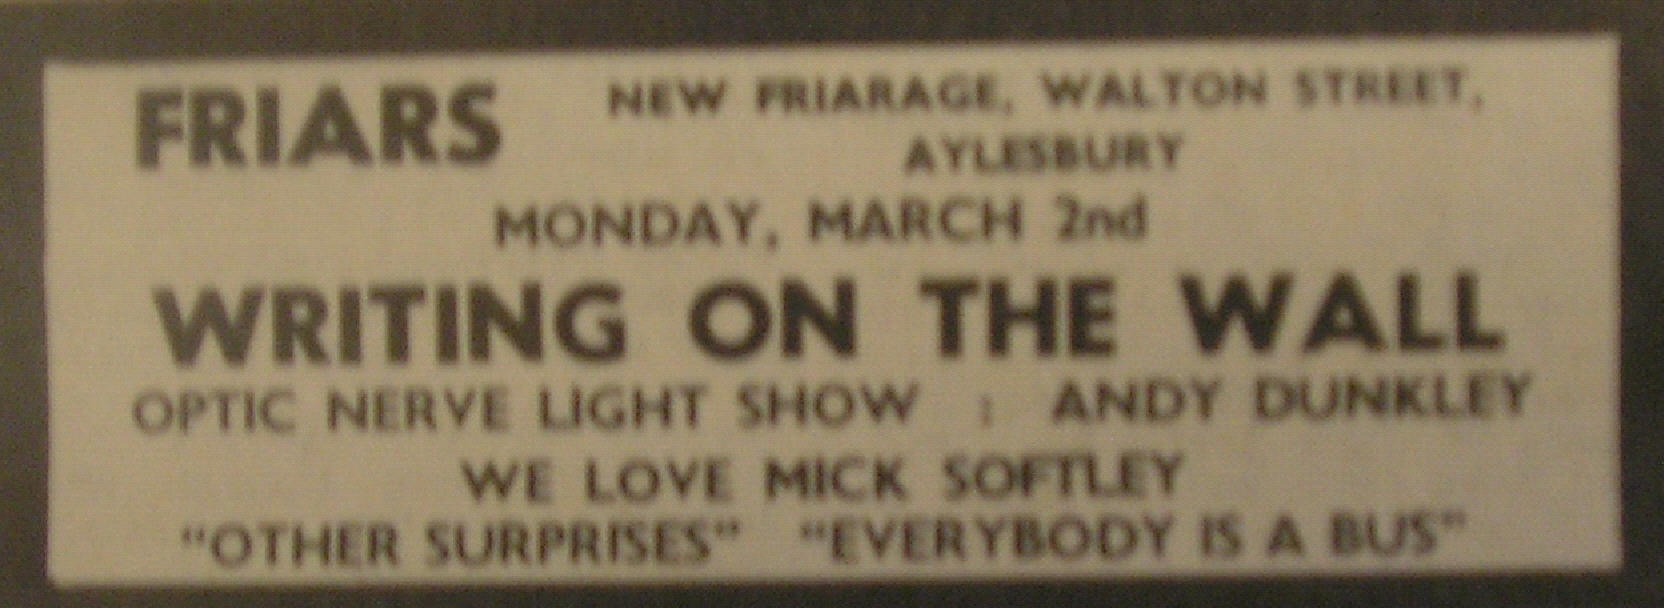 FRIARS NEW FRIARAGE, WALTON STREET,
AYLESBURY
MONDAY, MARCH 2nd
WRITING ON THE WALL
OPTIC NERVE LIGHT SHOW : ANDY DUNKLEY
WE LOVE MICK SOFTLEY
"OTHER SURPRISES" "EVERYBODY IS A BUS"